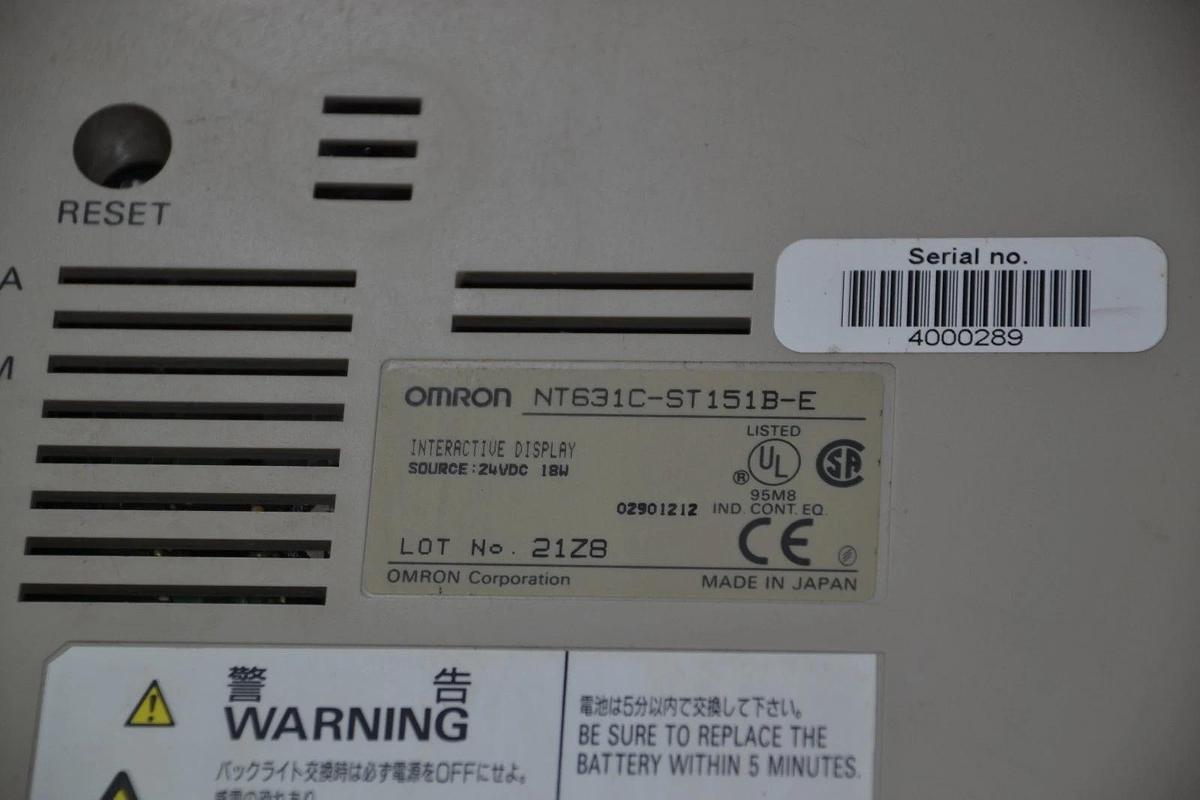 RESET
A
M
Serial no.
4000289
OMRON NT631C-ST151B-E
INTERACTIVE DISPLAY
SOURCE:24VDC 18W
LISTED
UL
®
SA
95M8
02901212 IND. CONT. EQ.
CE
LOT No. 21Z8
OMRON Corporation MADE IN JAPAN
警告
WARNING
バックライト交換時は必ず電源をOFFにせよ。
電池は5分以内で交換して下さい。
BE SURE TO REPLACE THE
BATTERY WITHIN 5 MINUTES.